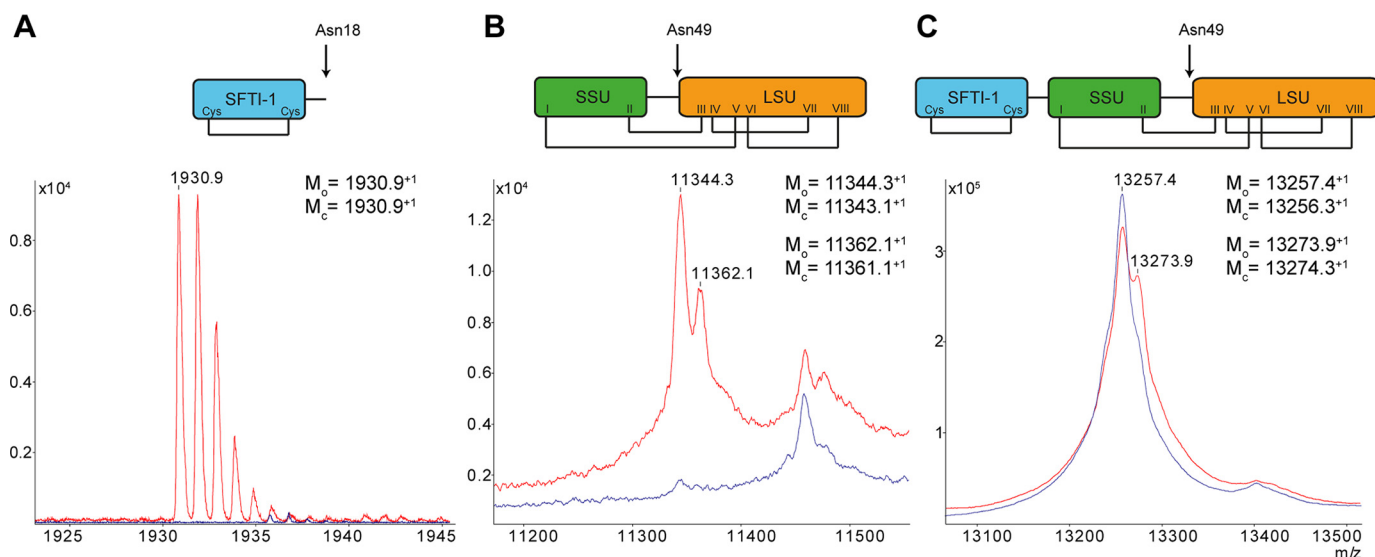 A
Asn18
SFTI-1
Cys Cys
x10⁴
1930.9
Mₒ= 1930.9⁺¹
M꜀= 1930.9⁺¹
0.8
0.6
0.4
0.2
1925 1930 1935 1940 1945
B
Asn49
SSU LSU
I II III IV V VI VII VIII
x10⁴
11344.3
11362.1
Mₒ= 11344.3⁺¹
M꜀= 11343.1⁺¹
Mₒ= 11362.1⁺¹
M꜀= 11361.1⁺¹
1.2
1.0
0.8
0.6
0.4
0.2
11200 11300 11400 11500
C
Asn49
SFTI-1 SSU LSU
Cys Cys I II III IV V VI VII VIII
x10⁵
13257.4
13273.9
Mₒ= 13257.4⁺¹
M꜀= 13256.3⁺¹
Mₒ= 13273.9⁺¹
M꜀= 13274.3⁺¹
3
2
1
13100 13200 13300 13400 13500
m/z